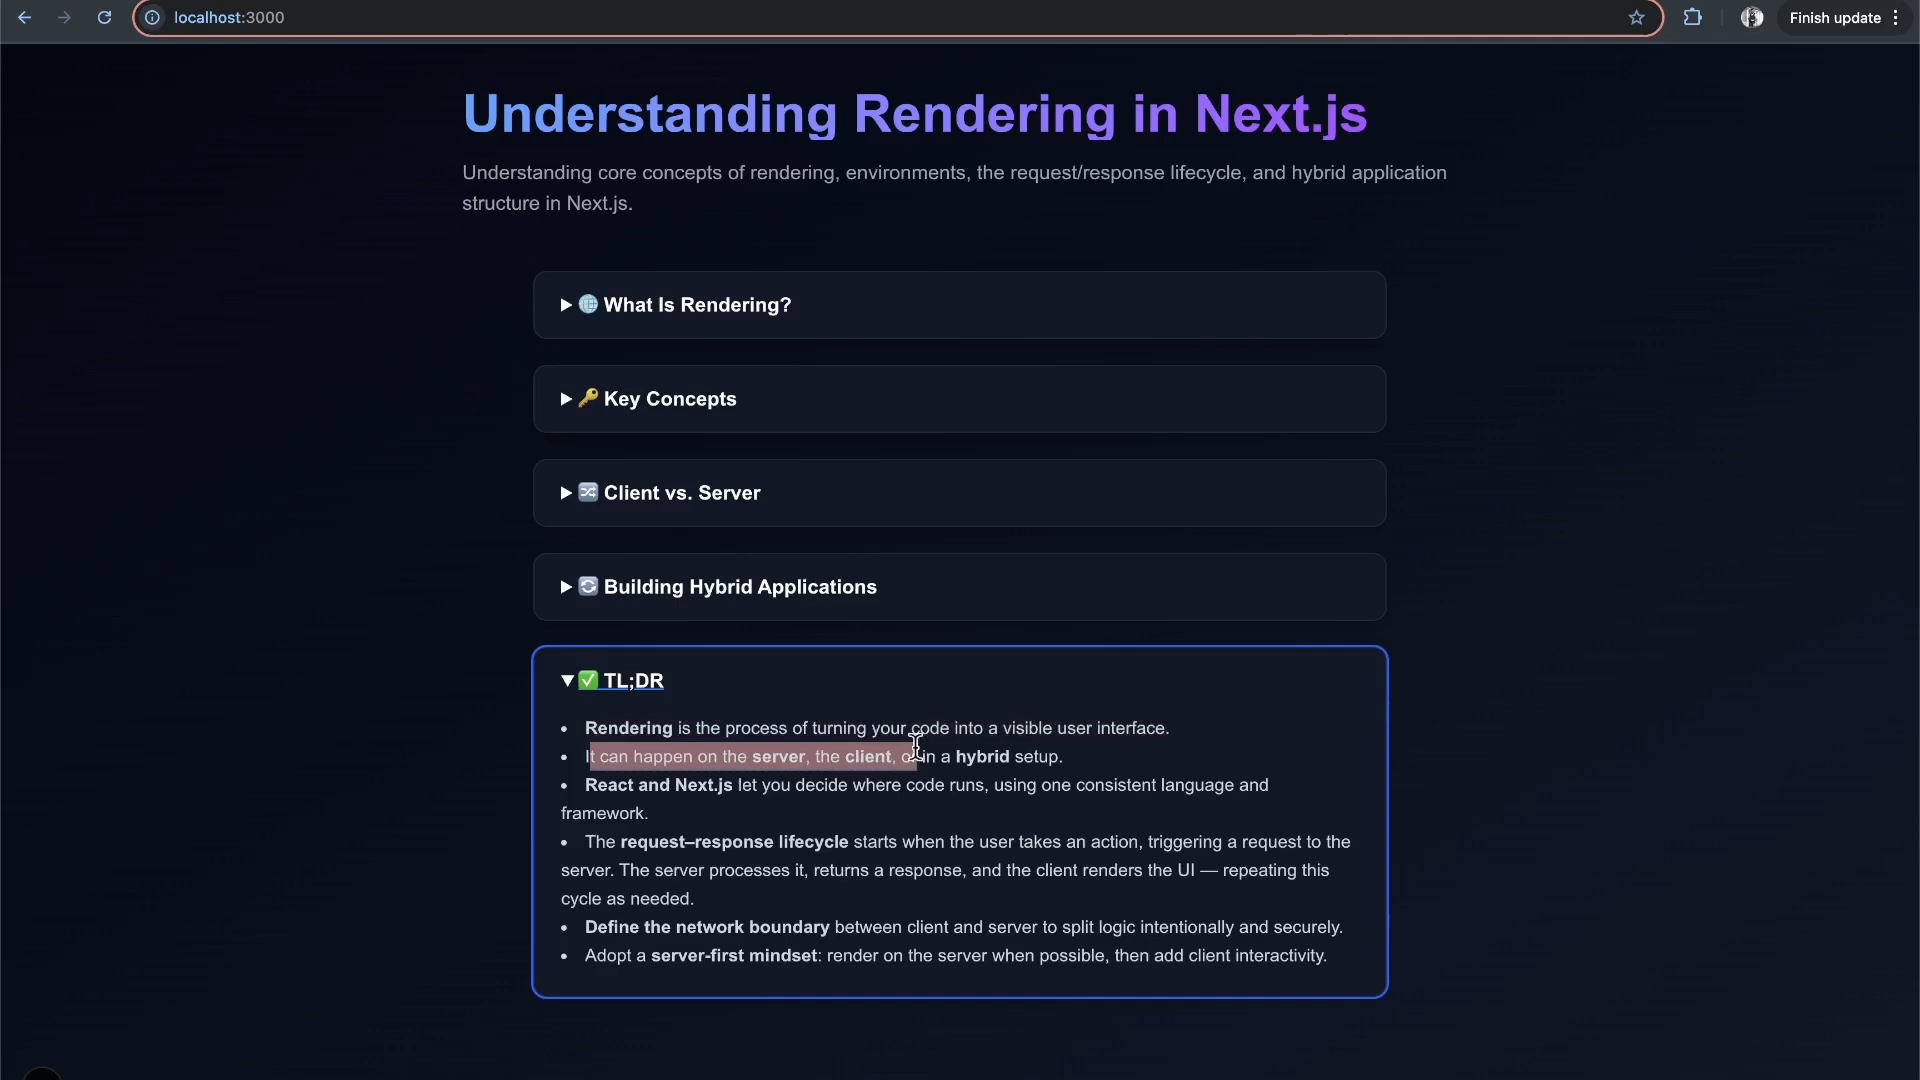 localhost:3000
Finish update
Understanding Rendering in Next.js
Understanding core concepts of rendering, environments, the request/response lifecycle, and hybrid application
structure in Next.js.
What Is Rendering?
Key Concepts
Client vs. Server
Building Hybrid Applications
TL;DR
• Rendering is the process of turning your code into a visible user interface.
• It can happen on the server, the client, or in a hybrid setup.
• React and Next.js let you decide where code runs, using one consistent language and
framework.
• The request–response lifecycle starts when the user takes an action, triggering a request to the
server. The server processes it, returns a response, and the client renders the UI — repeating this
cycle as needed.
• Define the network boundary between client and server to split logic intentionally and securely.
• Adopt a server-first mindset: render on the server when possible, then add client interactivity.